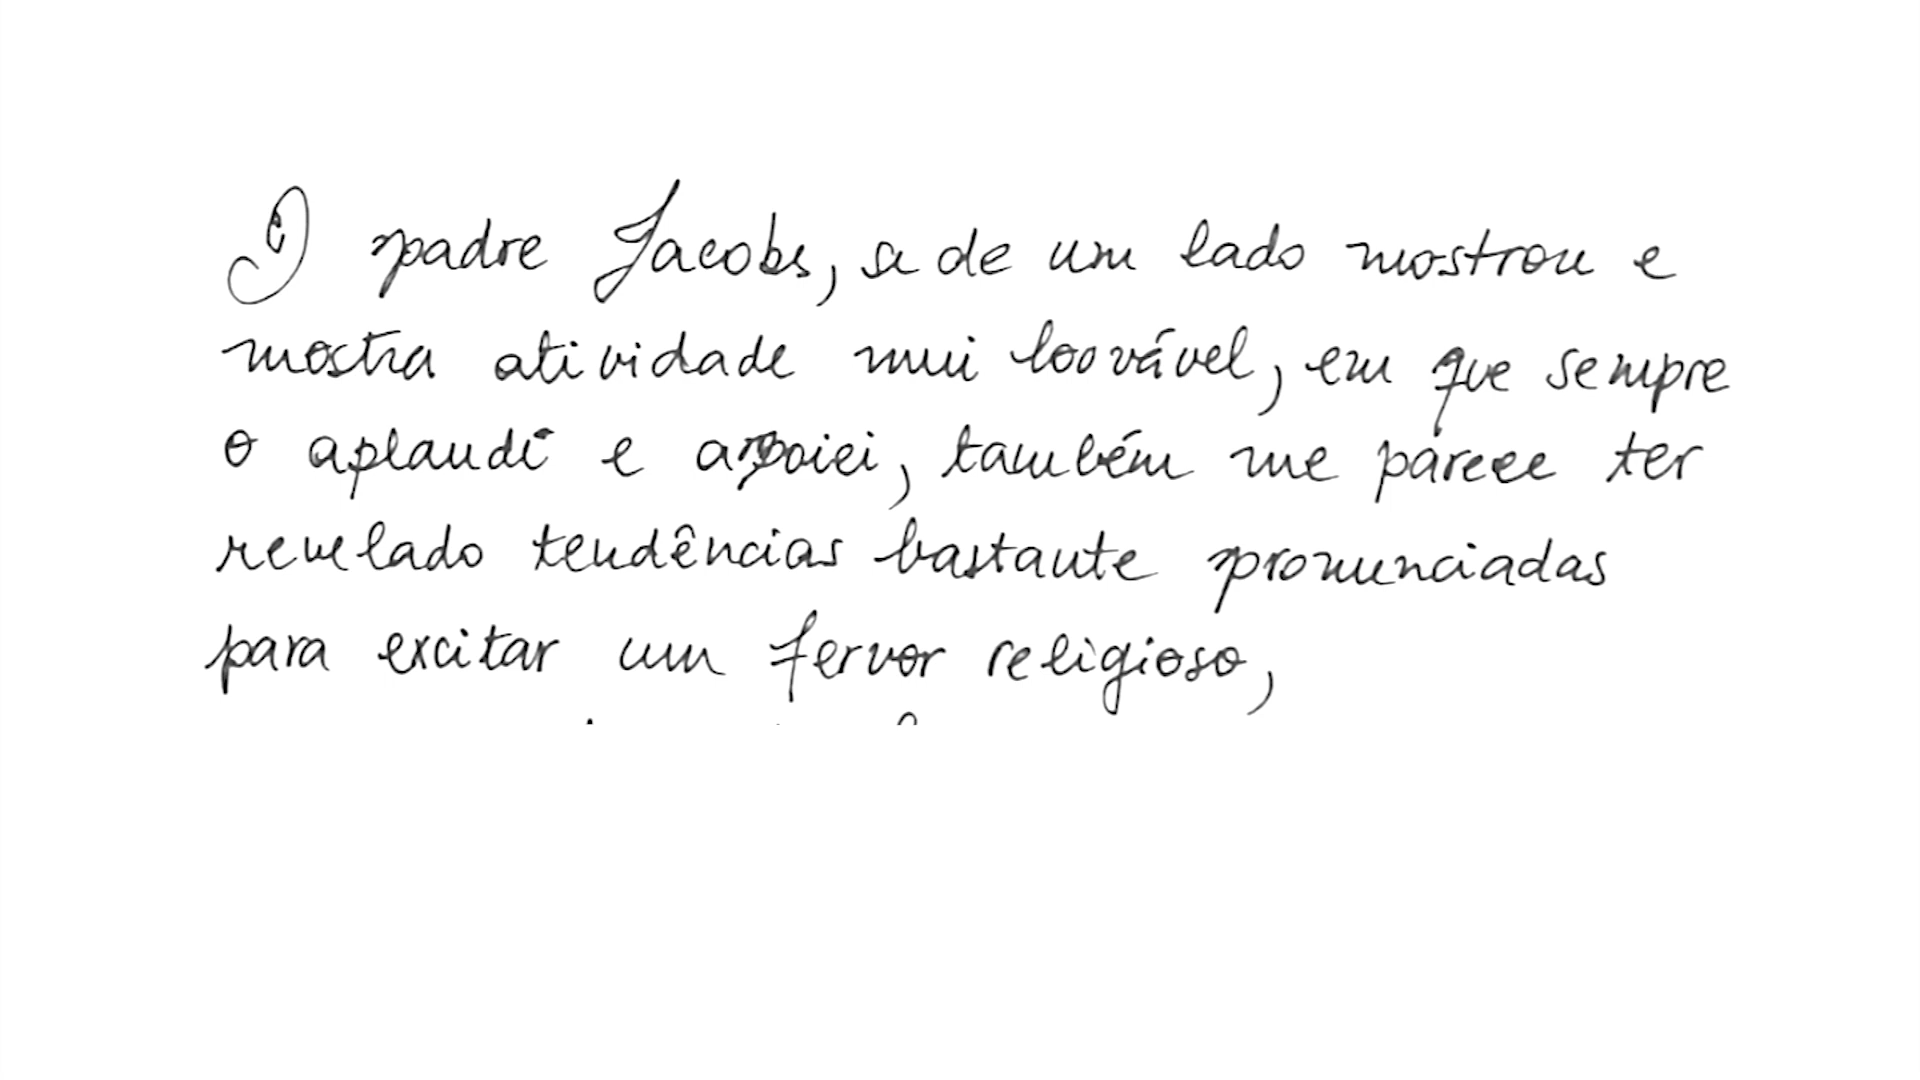 O padre Jacobs, se de um lado mostrou e
mostra atividade mui loovável, em que sempre
o aplaudi e apoiei, também me parece ter
revelado tendências bastante pronunciadas
para excitar um fervor religioso,